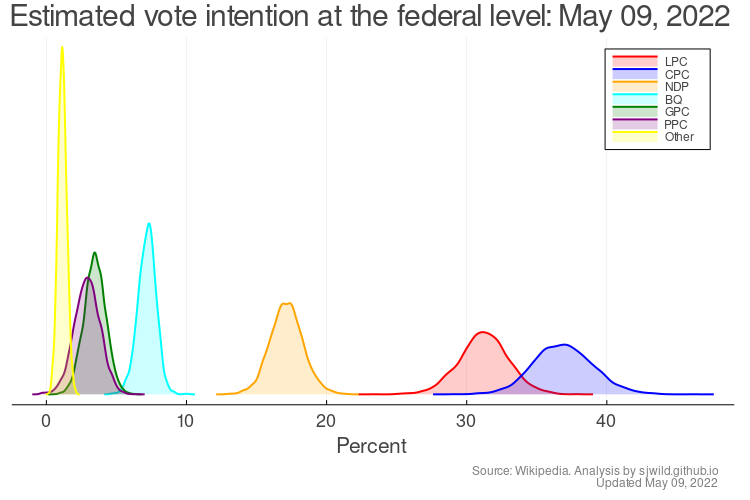 Estimated vote intention at the federal level: May 09, 2022
LPC
CPC
NDP
BQ
GPC
PPC
Other
0 10 20 30 40
Percent
Source: Wikipedia. Analysis by sjwild.github.io
Updated May 09, 2022